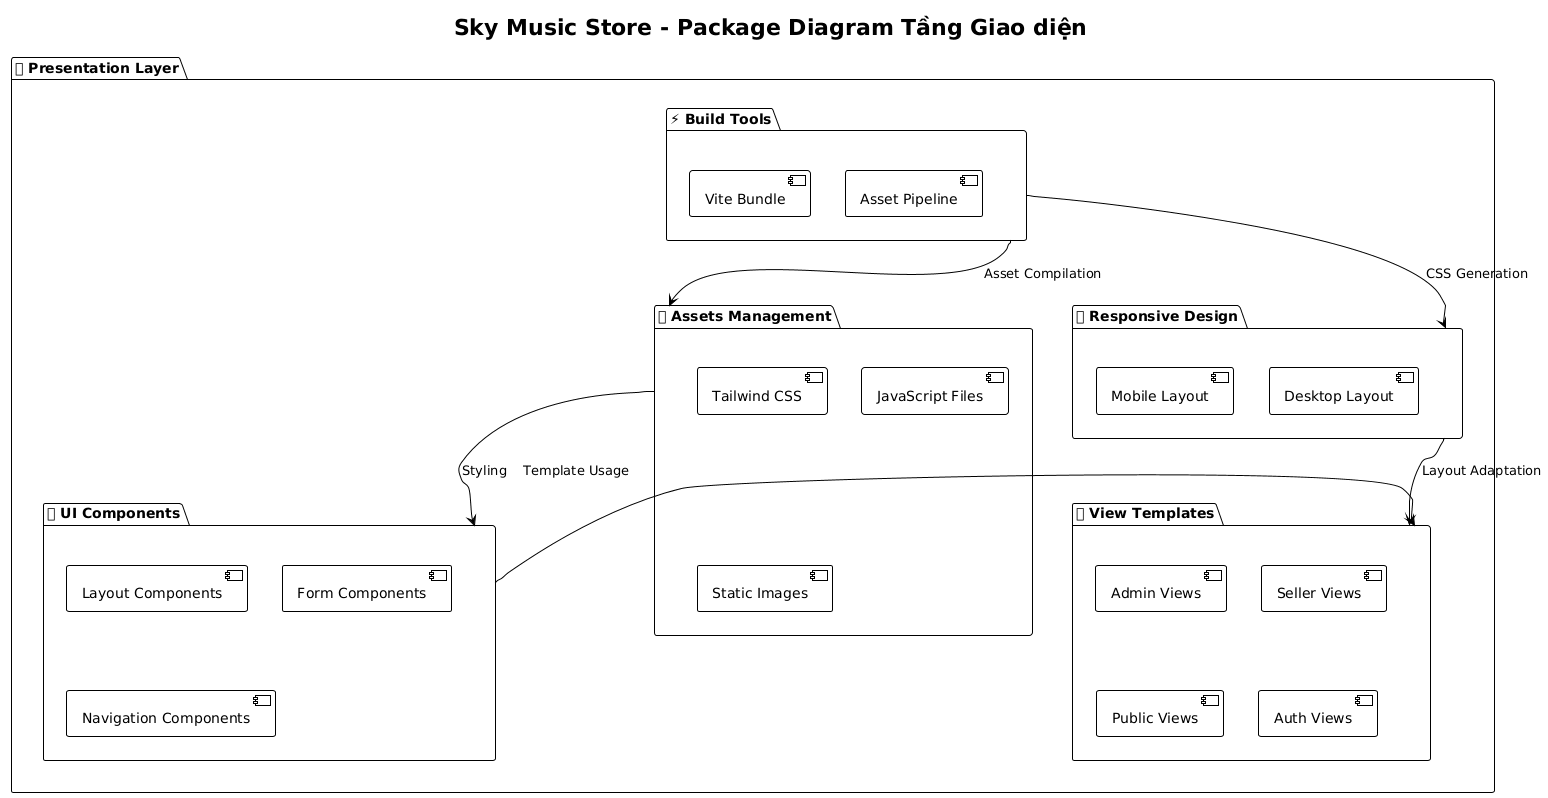 Sky Music Store - Package Diagram Tầng Giao diện
Presentation Layer
⚡ Build Tools
Vite Bundle
Asset Pipeline
Asset Compilation
CSS Generation
Assets Management
Responsive Design
Tailwind CSS
JavaScript Files
Mobile Layout
Desktop Layout
Styling
Template Usage
Layout Adaptation
UI Components
View Templates
Layout Components
Form Components
Static Images
Admin Views
Seller Views
Navigation Components
Public Views
Auth Views